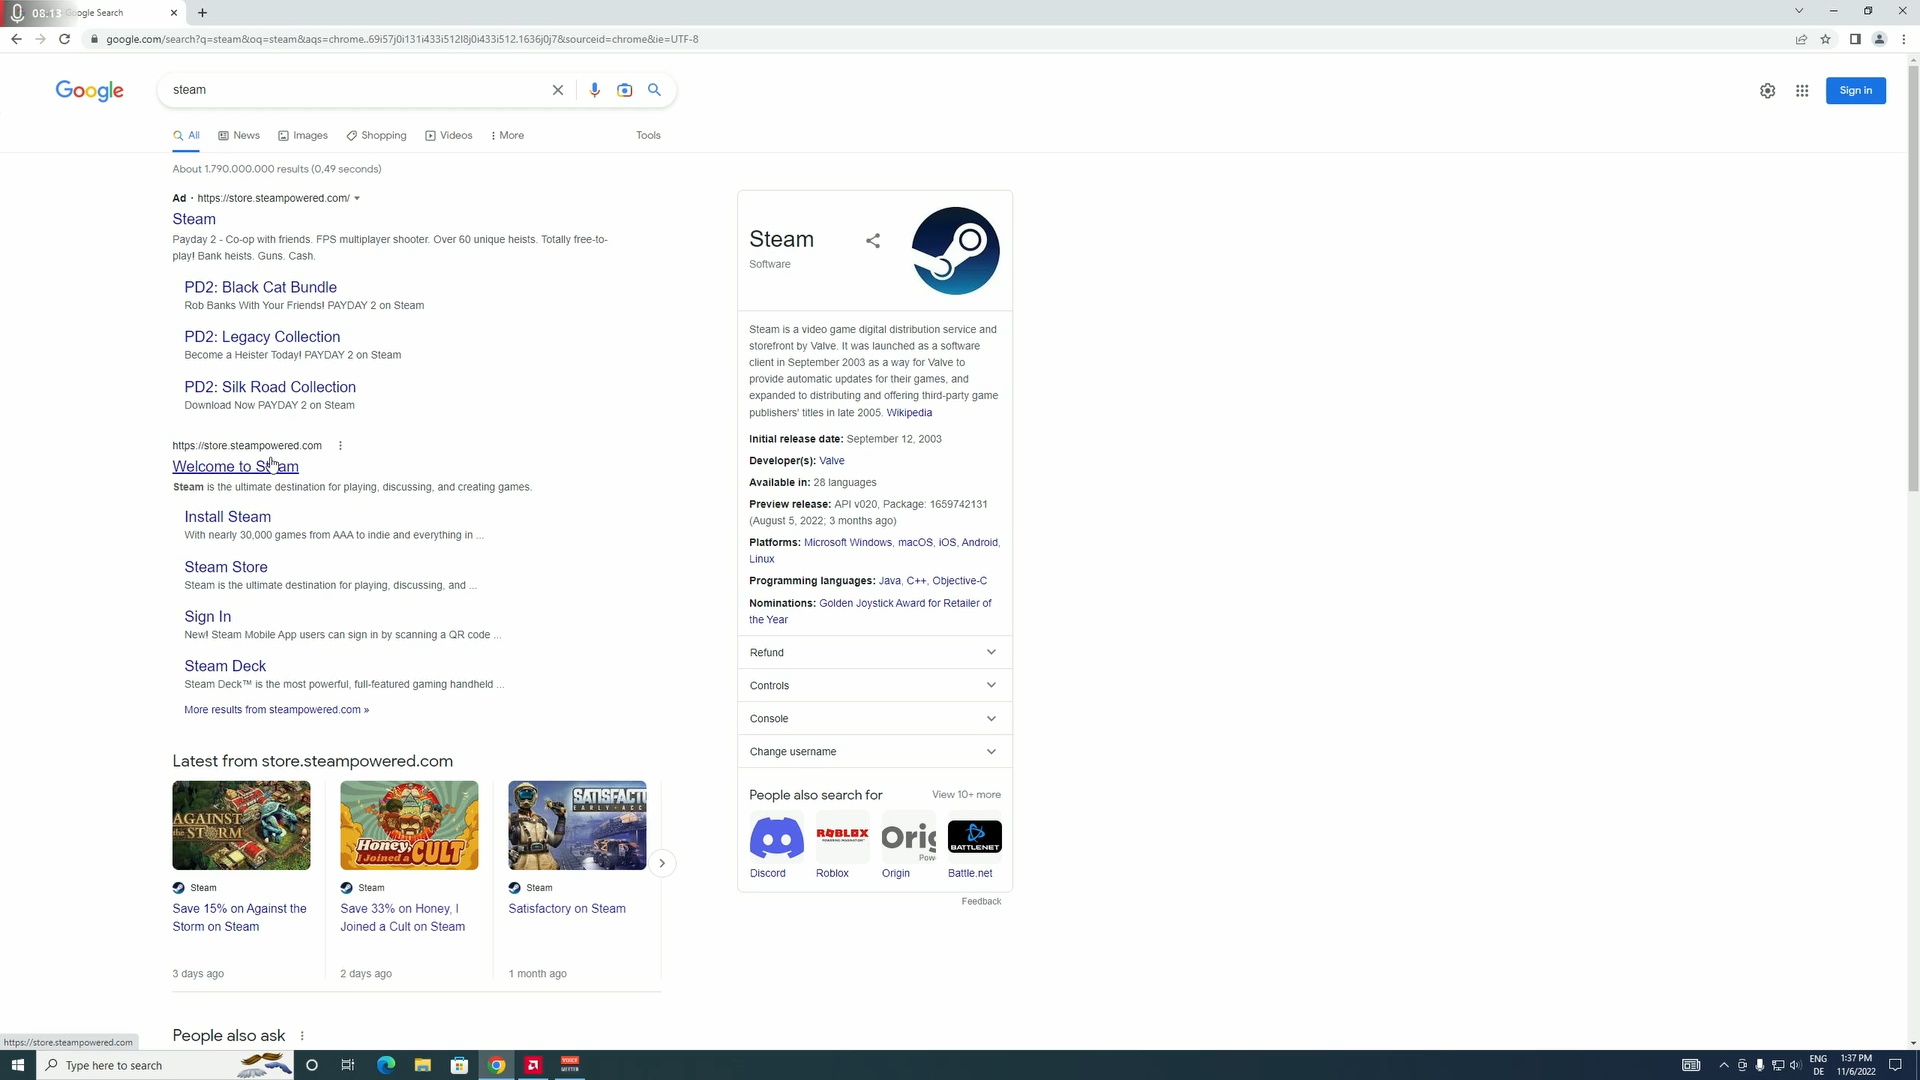 08:13
Google Search
google.com/search?q=steam&oq=steam&aqs=chrome..69i57j0i131i433i512l8j0i433i512.1636j0j7&sourceid=chrome&ie=UTF-8
Google
steam
Sign in
All
News
Images
Shopping
Videos
More
Tools
About 1.790.000.000 results (0,49 seconds)
Ad · https://store.steampowered.com/
Steam
Payday 2 - Co-op with friends. FPS multiplayer shooter. Over 60 unique heists. Totally free-to-
play! Bank heists. Guns. Cash.
PD2: Black Cat Bundle
Rob Banks With Your Friends! PAYDAY 2 on Steam
PD2: Legacy Collection
Become a Heister Today! PAYDAY 2 on Steam
PD2: Silk Road Collection
Download Now PAYDAY 2 on Steam
https://store.steampowered.com
Welcome to Steam
Steam is the ultimate destination for playing, discussing, and creating games.
Install Steam
With nearly 30,000 games from AAA to indie and everything in ...
Steam Store
Steam is the ultimate destination for playing, discussing, and ...
Sign In
New! Steam Mobile App users can sign in by scanning a QR code ...
Steam Deck
Steam Deck™ is the most powerful, full-featured gaming handheld ...
More results from steampowered.com »
Latest from store.steampowered.com
AGAINST
the STORM
Honey,
I Joined a CULT
SATISFACT
EARLY ACC
Steam
Save 15% on Against the
Storm on Steam
3 days ago
Steam
Save 33% on Honey, I
Joined a Cult on Steam
2 days ago
Steam
Satisfactory on Steam
1 month ago
People also ask
Steam
Software
Steam is a video game digital distribution service and
storefront by Valve. It was launched as a software
client in September 2003 as a way for Valve to
provide automatic updates for their games, and
expanded to distributing and offering third-party game
publishers' titles in late 2005. Wikipedia
Initial release date: September 12, 2003
Developer(s): Valve
Available in: 28 languages
Preview release: API v020, Package: 1659742131
(August 5, 2022; 3 months ago)
Platforms: Microsoft Windows, macOS, iOS, Android,
Linux
Programming languages: Java, C++, Objective-C
Nominations: Golden Joystick Award for Retailer of
the Year
Refund
Controls
Console
Change username
People also search for
View 10+ more
ROBLOX
Orig
Pow
BATTLENET
Discord
Roblox
Origin
Battle.net
Feedback
https://store.steampowered.com
Type here to search
ENG
DE
1:37 PM
11/6/2022